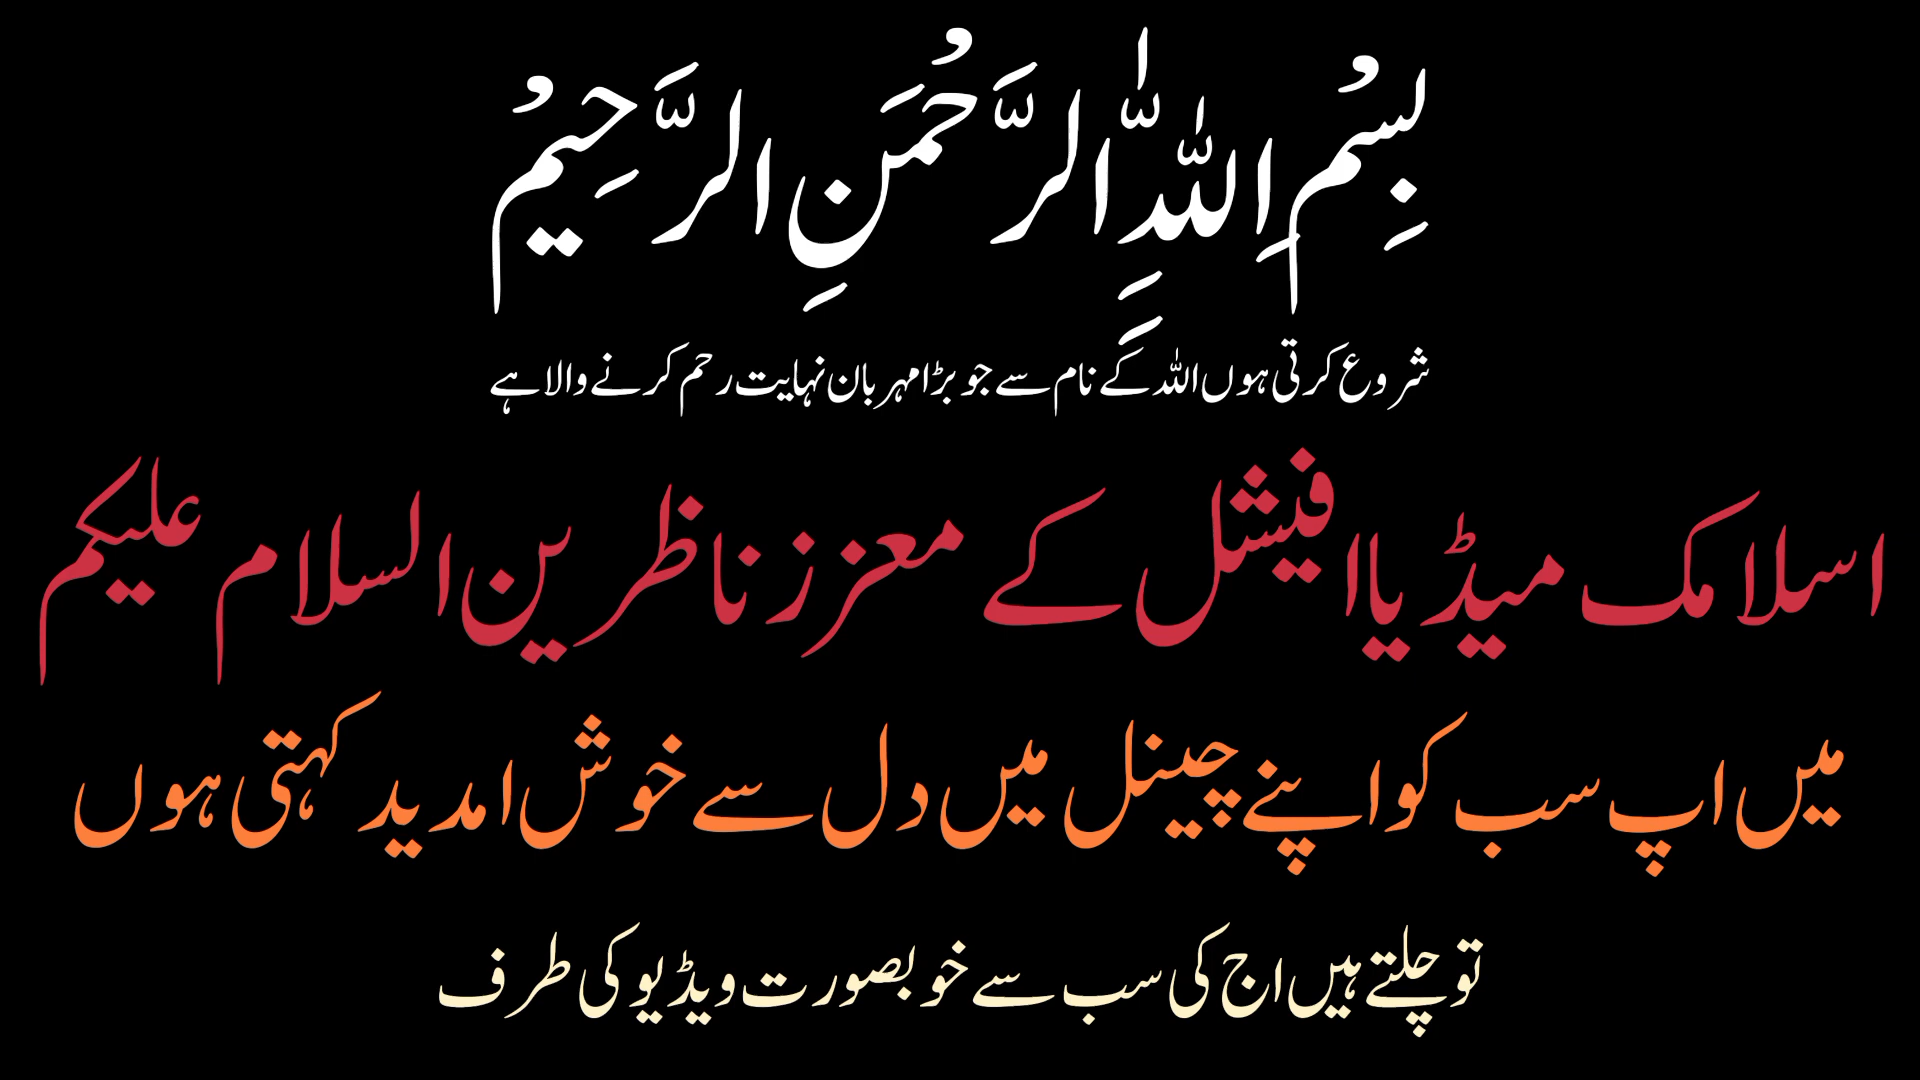 بِسْمِ اللّٰہِ الرَّحْمَنِ الرَّحِیْمْ
شروع کرتی ہوں اللہ کے نام سے جو بڑا مہربان نہایت رحم کرنے والا ہے
اسلامک میڈیا افیشل کے معزز ناظرین السلام علیکم
میں اپ سب کو اپنے چینل میں دل سے خوش امدید کہتی ہوں
تو چلتے ہیں اج کی سب سے خوبصورت ویڈیو کی طرف